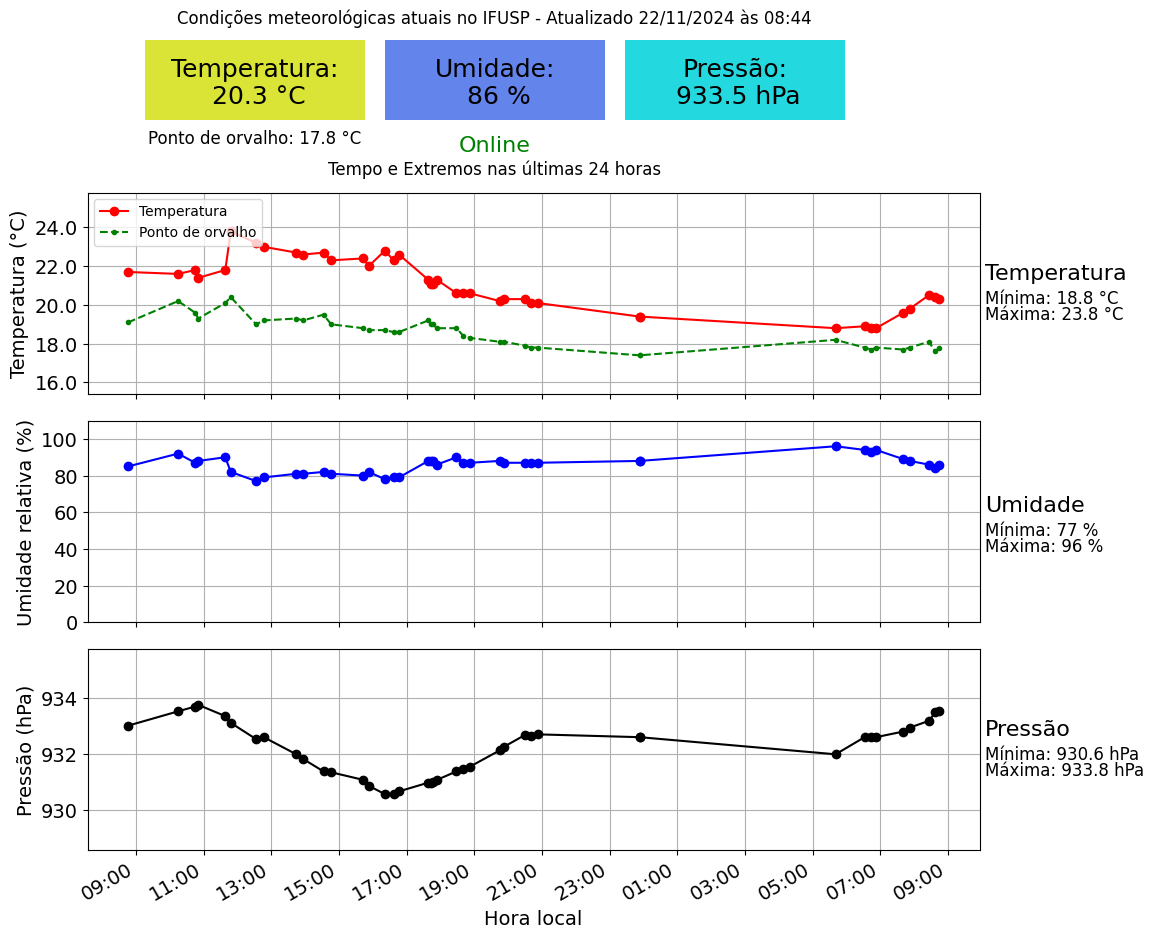 Condições meteorológicas atuais no IFUSP - Atualizado 22/11/2024 às 08:44
Temperatura:
20.3 °C
Umidade:
86 %
Pressão:
933.5 hPa
Ponto de orvalho: 17.8 °C
Online
Tempo e Extremos nas últimas 24 horas
Temperatura (°C)
24.0
22.0
20.0
18.0
16.0
Temperatura
Ponto de orvalho
Temperatura
Mínima: 18.8 °C
Máxima: 23.8 °C
Umidade relativa (%)
100
80
60
40
20
0
Umidade
Mínima: 77 %
Máxima: 96 %
Pressão (hPa)
934
932
930
Pressão
Mínima: 930.6 hPa
Máxima: 933.8 hPa
09:00 11:00 13:00 15:00 17:00 19:00 21:00 23:00 01:00 03:00 05:00 07:00 09:00
Hora local